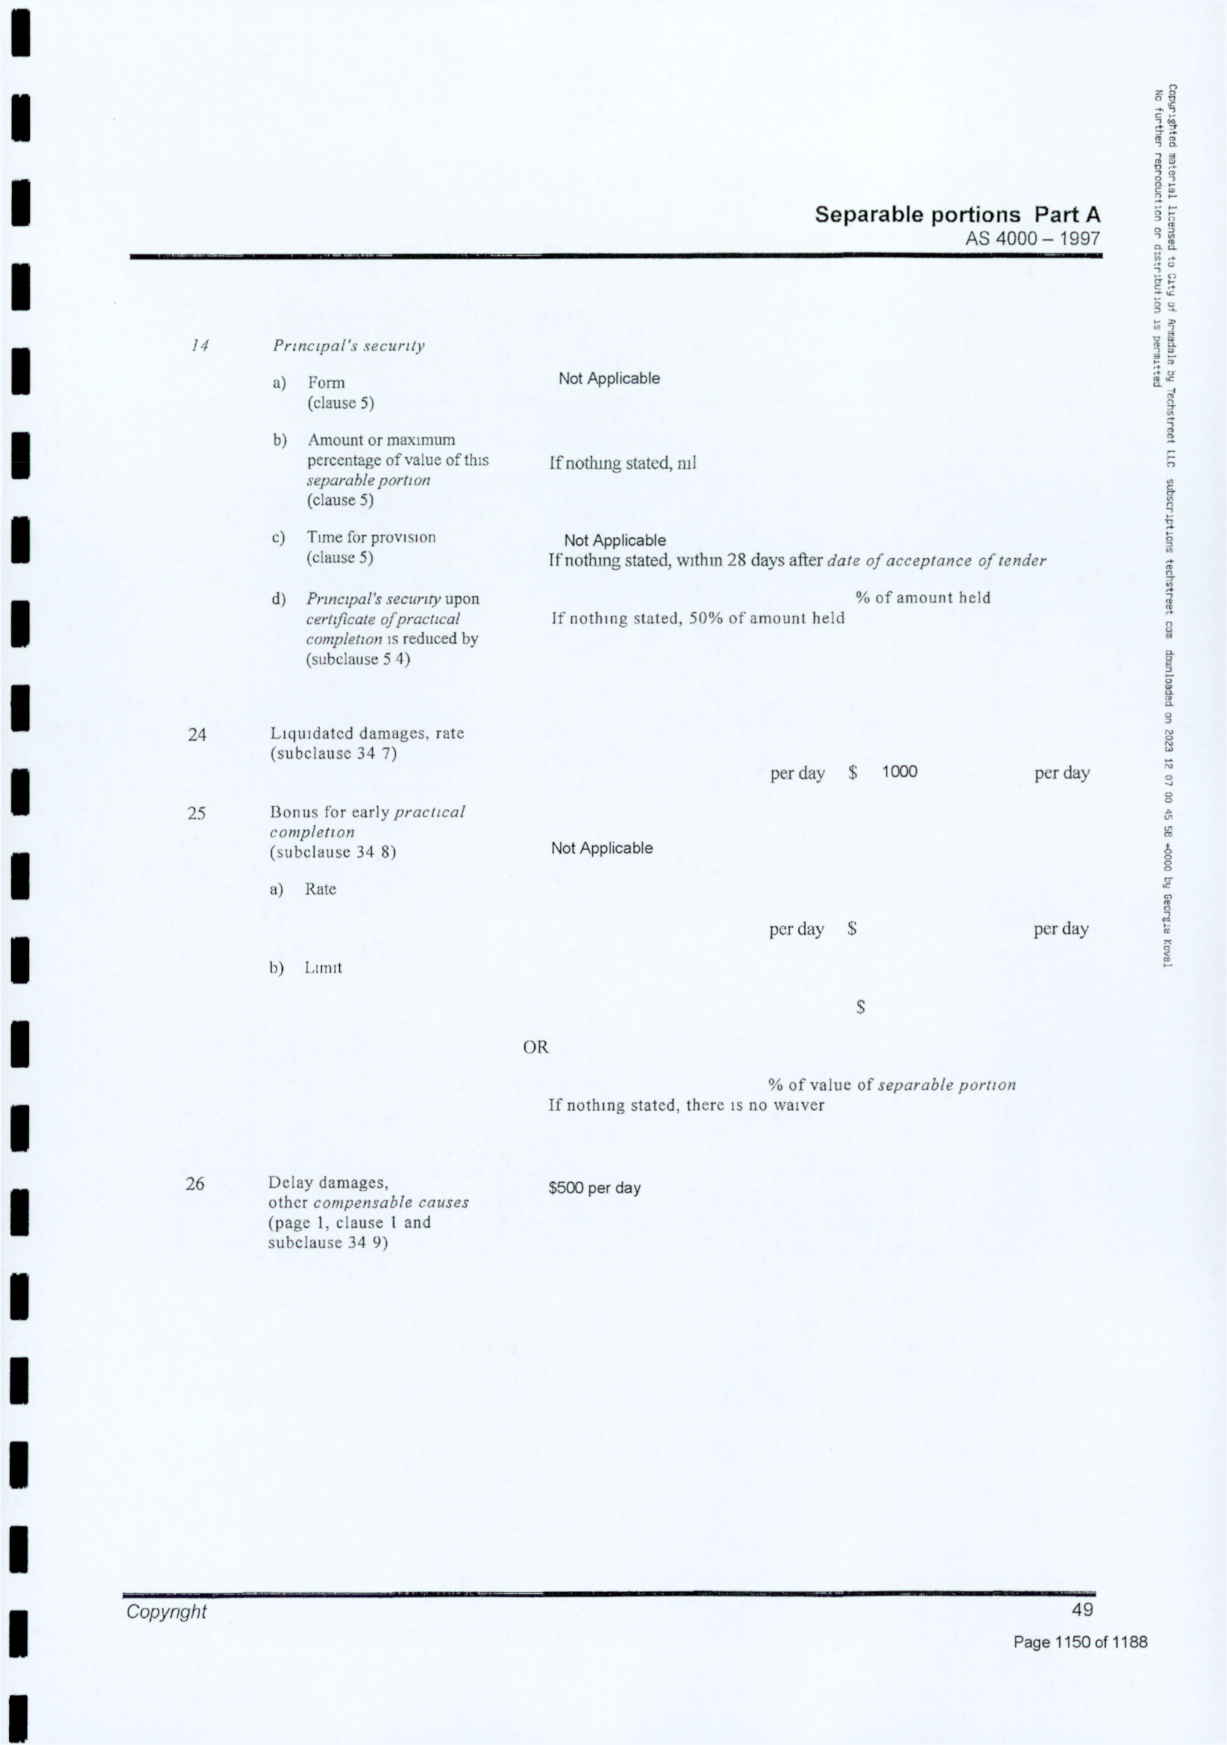 Separable portions Part A
AS 4000 – 1997
14 Principal's security
a) Form Not Applicable
(clause 5)
b) Amount or maximum
percentage of value of this If nothing stated, nil
separable portion
(clause 5)
c) Time for provision Not Applicable
(clause 5) If nothing stated, within 28 days after date of acceptance of tender
d) Principal's security upon % of amount held
certificate of practical If nothing stated, 50% of amount held
completion is reduced by
(subclause 5 4)
24 Liquidated damages, rate
(subclause 34 7)
per day $ 1000 per day
25 Bonus for early practical
completion
(subclause 34 8) Not Applicable
a) Rate
per day $ per day
b) Limit
$
OR
% of value of separable portion
If nothing stated, there is no waiver
26 Delay damages, $500 per day
other compensable causes
(page 1, clause 1 and
subclause 34 9)
Copyright 49
Page 1150 of 1188
Copyrighted material licensed to City of Armadale by Techstreet LLC subscriptions techstreet com downloaded on 2023 12 07 00 45 58 +0000 by Georgia Koval
No further reproduction or distribution is permitted